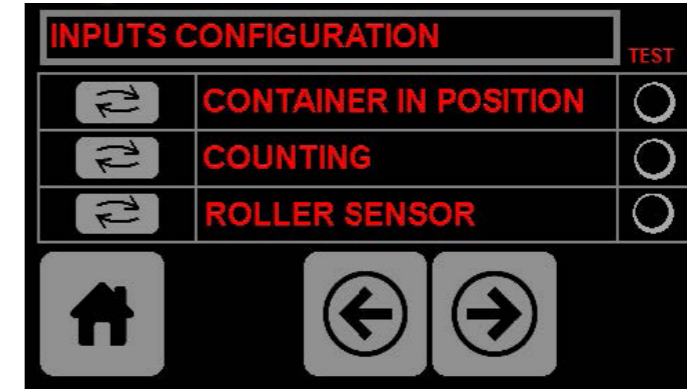 INPUTS CONFIGURATION
TEST
CONTAINER IN POSITION
COUNTING
ROLLER SENSOR